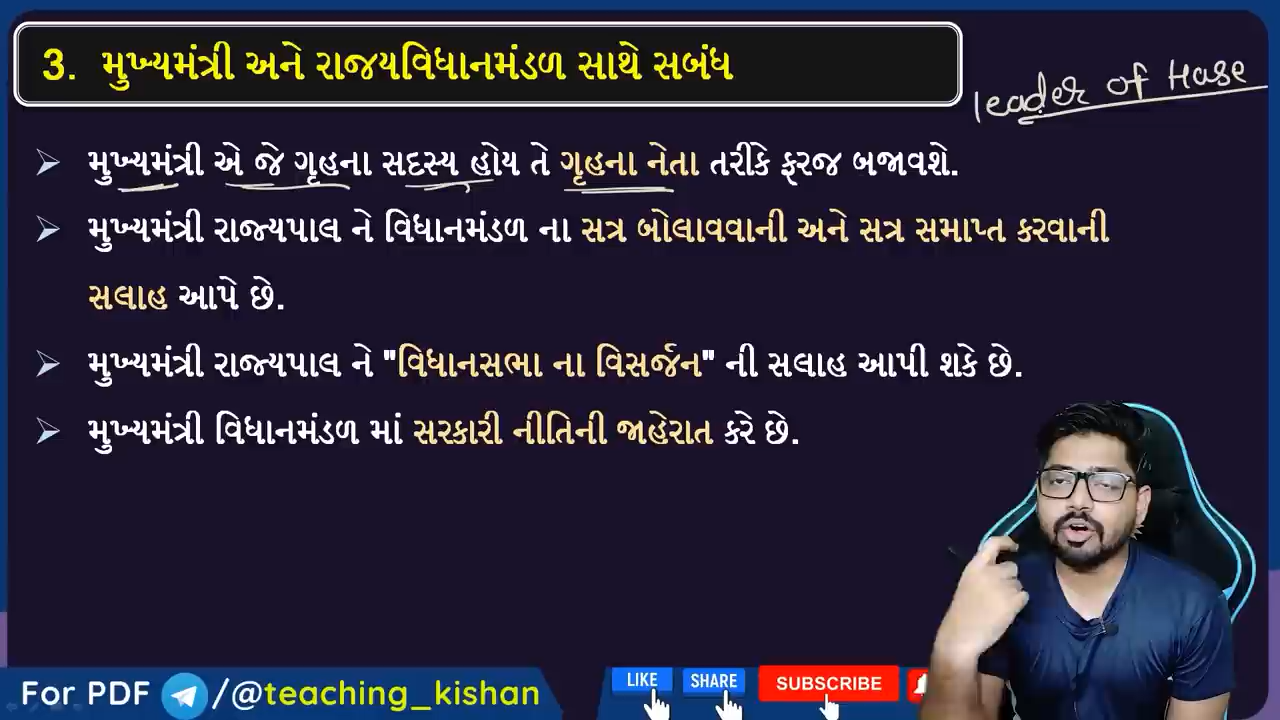 3. મુખ્યમંત્રી અને રાજયવિધાનમંડળ સાથે સબંધ
leader of Hase
➢ મુખ્યમંત્રી એ જે ગૃહના સદસ્ય હોય તે ગૃહના નેતા તરીકે ફરજ બજાવશે.
➢ મુખ્યમંત્રી રાજ્યપાલ ને વિધાનમંડળ ના સત્ર બોલાવવાની અને સત્ર સમાપ્ત કરવાની
સલાહ આપે છે.
➢ મુખ્યમંત્રી રાજ્યપાલ ને "વિધાનસભા ના વિસર્જન" ની સલાહ આપી શકે છે.
➢ મુખ્યમંત્રી વિધાનમંડળ માં સરકારી નીતિની જાહેરાત કરે છે.
For PDF /@teaching_kishan
LIKE SHARE SUBSCRIBE